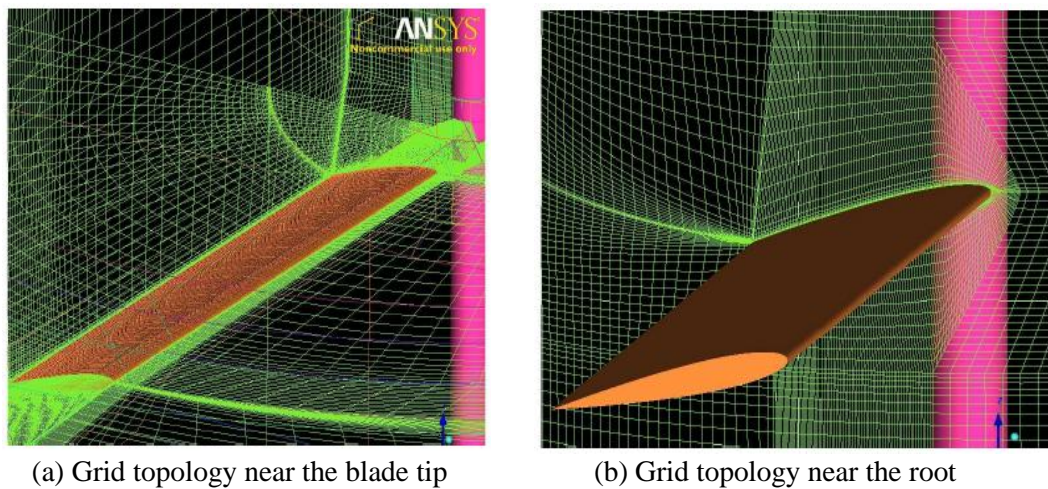 ANSYS
Noncommercial use only
z
(a) Grid topology near the blade tip
(b) Grid topology near the root